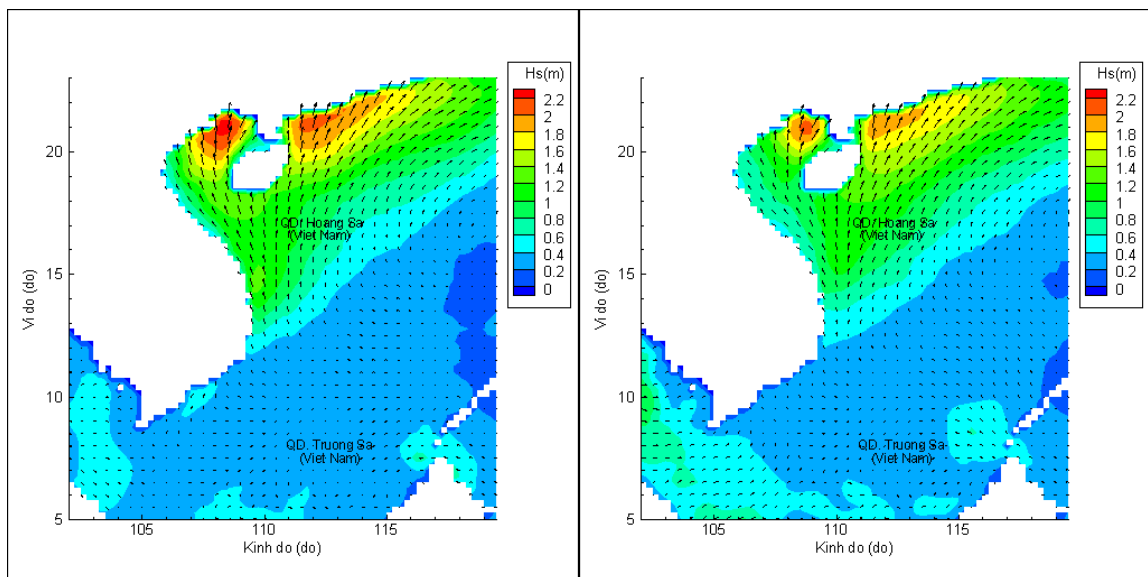 Hs(m)
2.2
2
1.8
1.6
1.4
1.2
1
0.8
0.6
0.4
0.2
0
20
15
10
5
Vi do (do)
QD. Hoang Sa
(Viet Nam)
QD. Truong Sa
(Viet Nam)
105
110
115
Kinh do (do)
Hs(m)
2.2
2
1.8
1.6
1.4
1.2
1
0.8
0.6
0.4
0.2
0
20
15
10
5
Vi do (do)
QD. Hoang Sa
(Viet Nam)
QD. Truong Sa
(Viet Nam)
105
110
115
Kinh do (do)